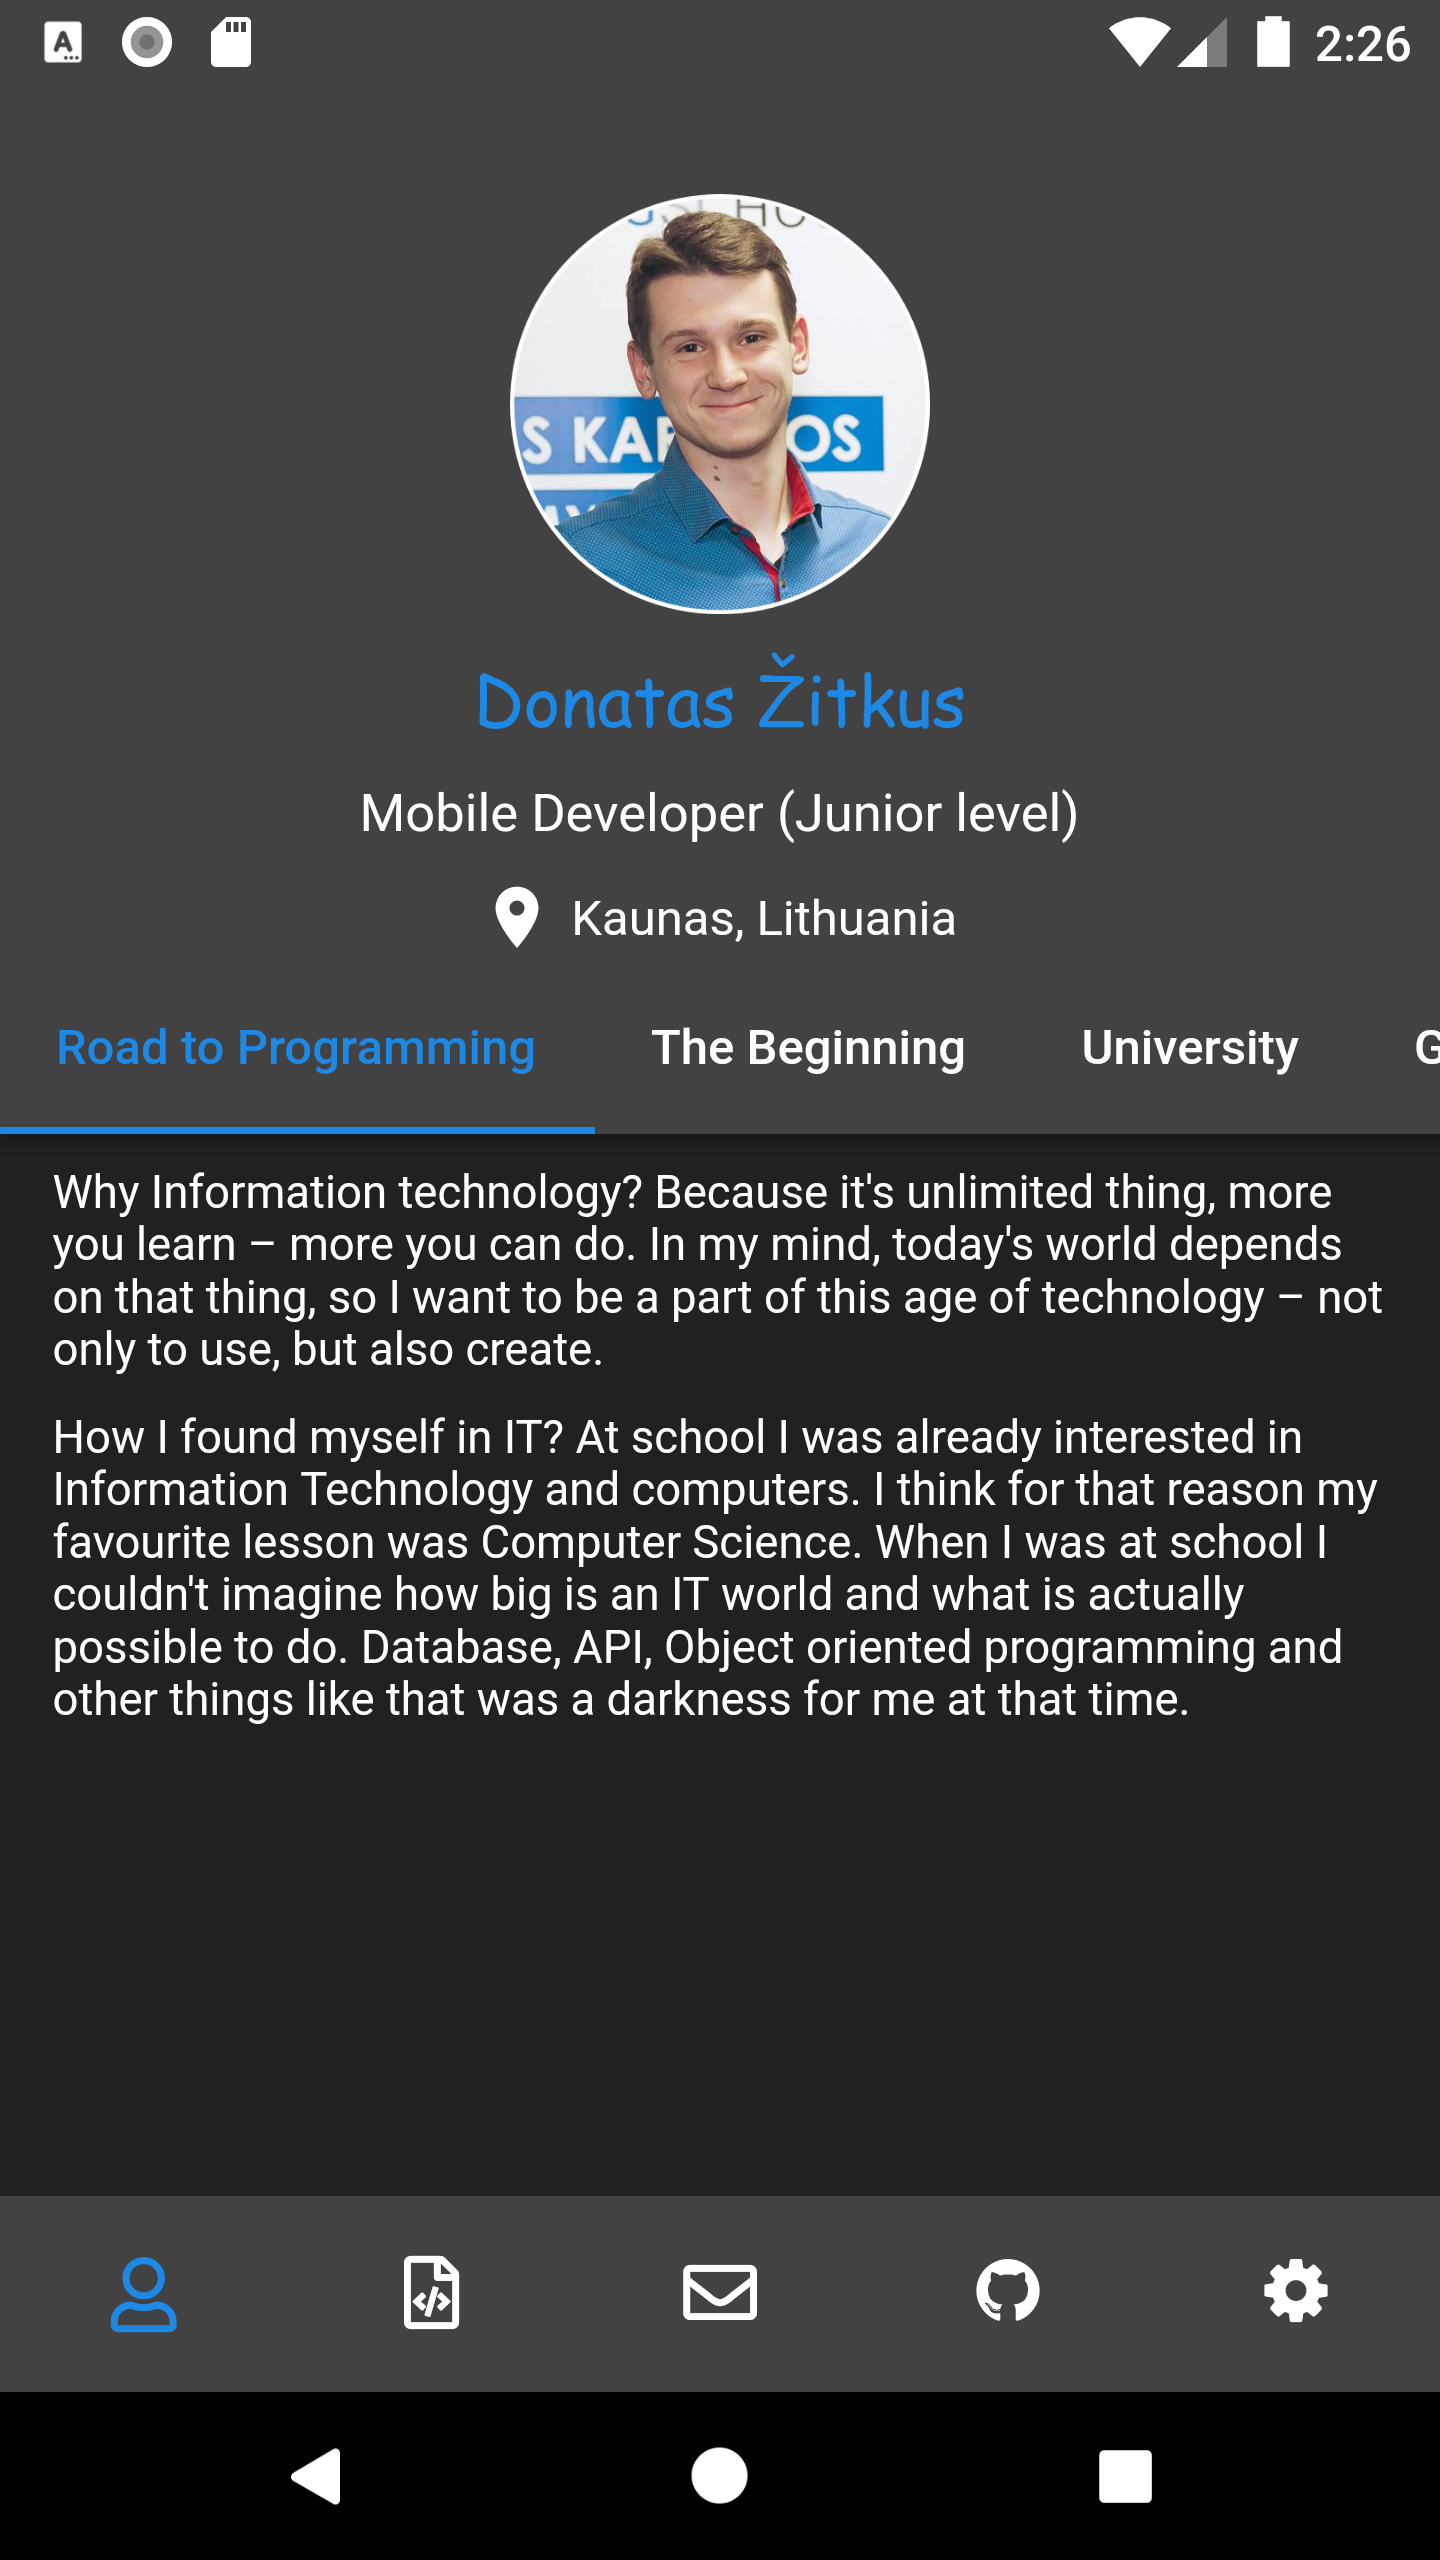 2:26
S KAR OS
Donatas Žitkus
Mobile Developer (Junior level)
Kaunas, Lithuania
Road to Programming The Beginning University G
Why Information technology? Because it's unlimited thing, more
you learn – more you can do. In my mind, today's world depends
on that thing, so I want to be a part of this age of technology – not
only to use, but also create.
How I found myself in IT? At school I was already interested in
Information Technology and computers. I think for that reason my
favourite lesson was Computer Science. When I was at school I
couldn't imagine how big is an IT world and what is actually
possible to do. Database, API, Object oriented programming and
other things like that was a darkness for me at that time.